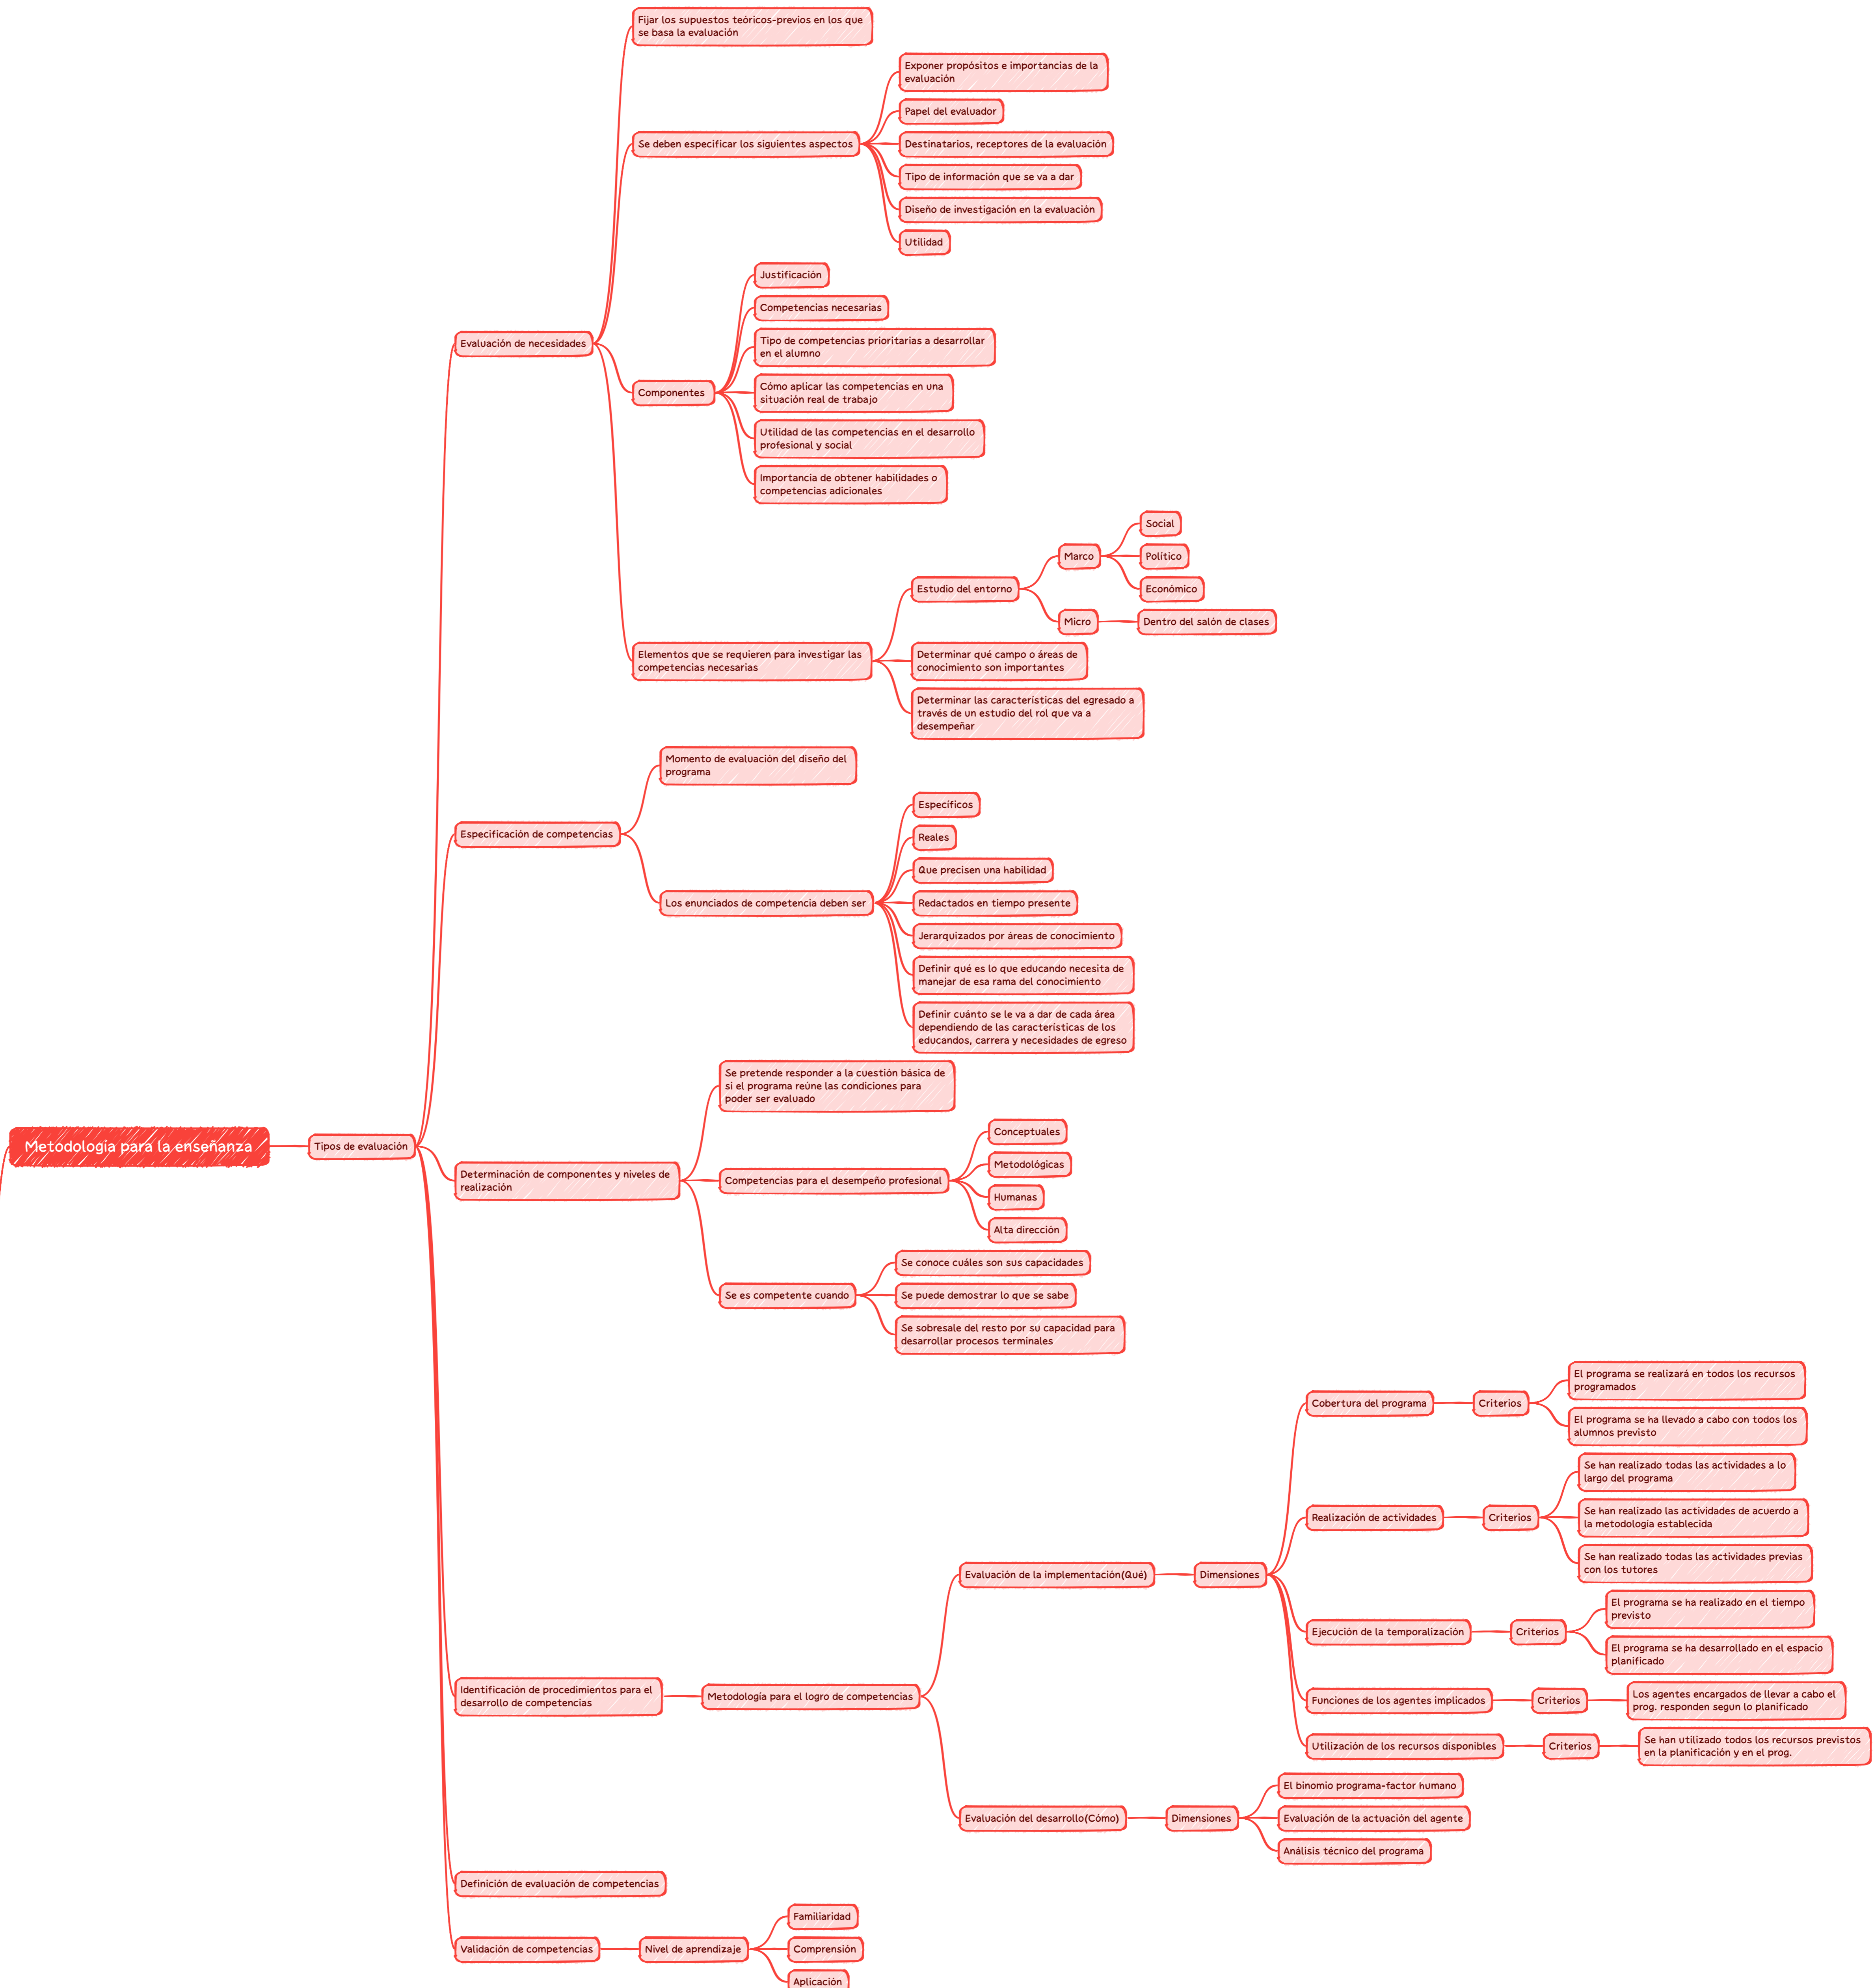 Fijar los supuestos teóricos-previos en los que
se basa la evaluación
Exponer propósitos e importancias de la
evaluación
Papel del evaluador
Se deben especificar los siguientes aspectos
Destinatarios, receptores de la evaluación
Tipo de información que se va a dar
Diseño de investigación en la evaluación
Utilidad
Justificación
Competencias necesarias
Evaluación de necesidades
Tipo de competencias prioritarias a desarrollar
en el alumno
Componentes
Cómo aplicar las competencias en una
situación real de trabajo
Utilidad de las competencias en el desarrollo
profesional y social
Importancia de obtener habilidades o
competencias adicionales
Social
Marco
Político
Estudio del entorno
Económico
Micro
Dentro del salón de clases
Elementos que se requieren para investigar las
competencias necesarias
Determinar qué campo o áreas de
conocimiento son importantes
Determinar las características del egresado a
través de un estudio del rol que va a
desempeñar
Momento de evaluación del diseño del
programa
Especificación de competencias
Específicos
Reales
Que precisen una habilidad
Los enunciados de competencia deben ser
Redactados en tiempo presente
Jerarquizados por áreas de conocimiento
Definir qué es lo que educando necesita de
manejar de esa rama del conocimiento
Definir cuánto se le va a dar de cada área
dependiendo de las características de los
educandos, carrera y necesidades de egreso
Metodología para la enseñanza
Tipos de evaluación
Se pretende responder a la cuestión básica de
si el programa reúne las condiciones para
poder ser evaluado
Determinación de componentes y niveles de
realización
Competencias para el desempeño profesional
Conceptuales
Metodológicas
Humanas
Alta dirección
Se es competente cuando
Se conoce cuáles son sus capacidades
Se puede demostrar lo que se sabe
Se sobresale del resto por su capacidad para
desarrollar procesos terminales
Cobertura del programa
Criterios
El programa se realizará en todos los recursos
programados
El programa se ha llevado a cabo con todos los
alumnos previsto
Realización de actividades
Criterios
Se han realizado todas las actividades a lo
largo del programa
Se han realizado las actividades de acuerdo a
la metodología establecida
Se han realizado todas las actividades previas
con los tutores
Evaluación de la implementación(Qué)
Dimensiones
Ejecución de la temporalización
Criterios
El programa se ha realizado en el tiempo
previsto
El programa se ha desarrollado en el espacio
planificado
Identificación de procedimientos para el
desarrollo de competencias
Metodología para el logro de competencias
Funciones de los agentes implicados
Criterios
Los agentes encargados de llevar a cabo el
prog. responden segun lo planificado
Utilización de los recursos disponibles
Criterios
Se han utilizado todos los recursos previstos
en la planificación y en el prog.
Evaluación del desarrollo(Cómo)
Dimensiones
El binomio programa-factor humano
Evaluación de la actuación del agente
Análisis técnico del programa
Definición de evaluación de competencias
Validación de competencias
Nivel de aprendizaje
Familiaridad
Comprensión
Aplicación